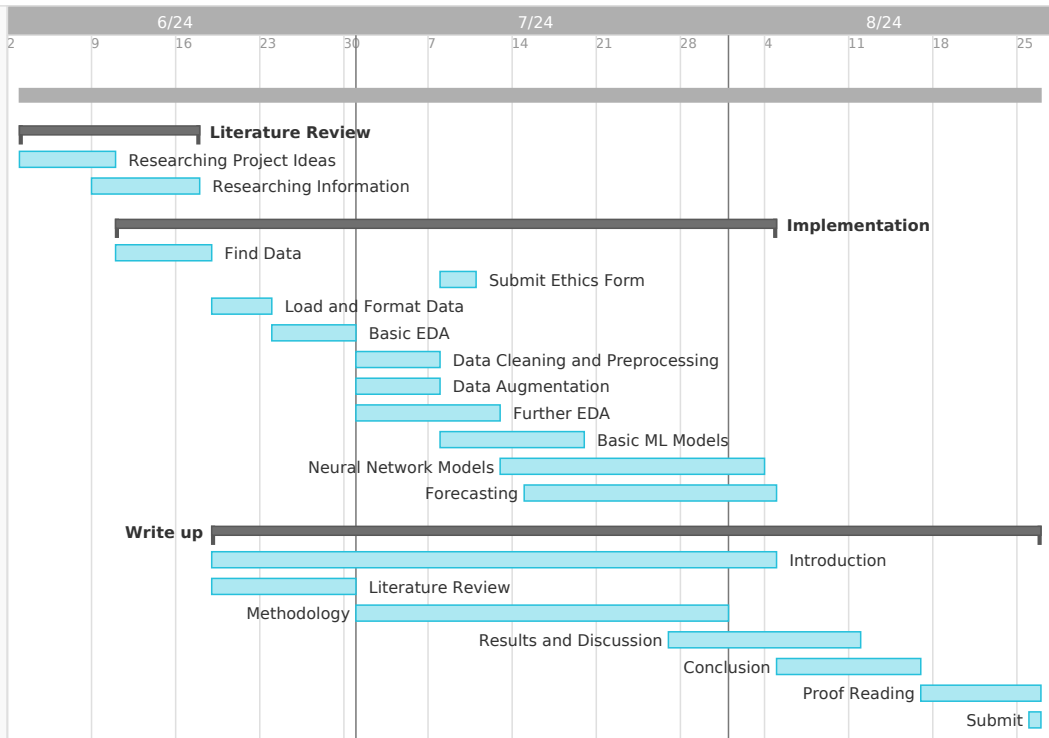 6/24 7/24 8/24
2 9 16 23 30 7 14 21 28 4 11 18 25
Literature Review
Researching Project Ideas
Researching Information
Implementation
Find Data
Submit Ethics Form
Load and Format Data
Basic EDA
Data Cleaning and Preprocessing
Data Augmentation
Further EDA
Basic ML Models
Neural Network Models
Forecasting
Write up
Introduction
Literature Review
Methodology
Results and Discussion
Conclusion
Proof Reading
Submit